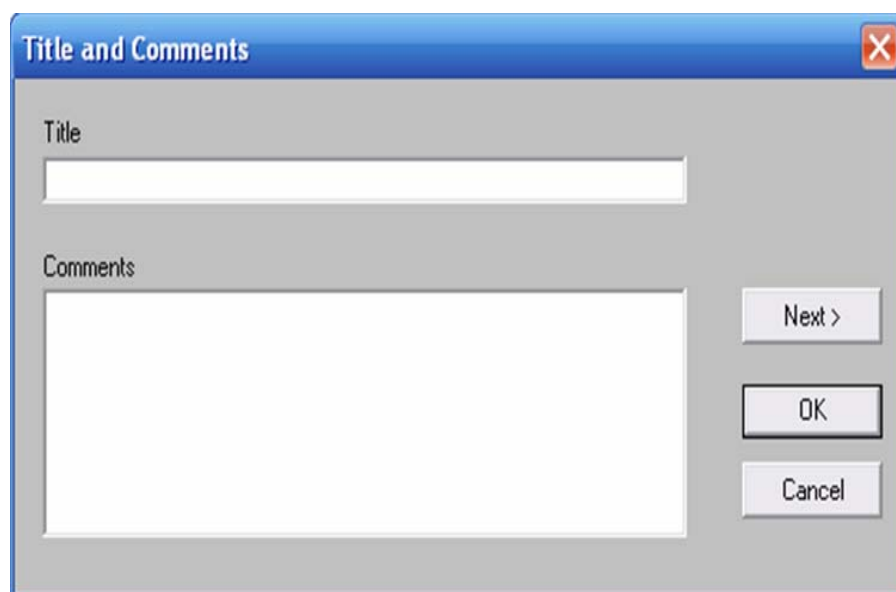 Title and Comments
Title
Comments
Next >
OK
Cancel